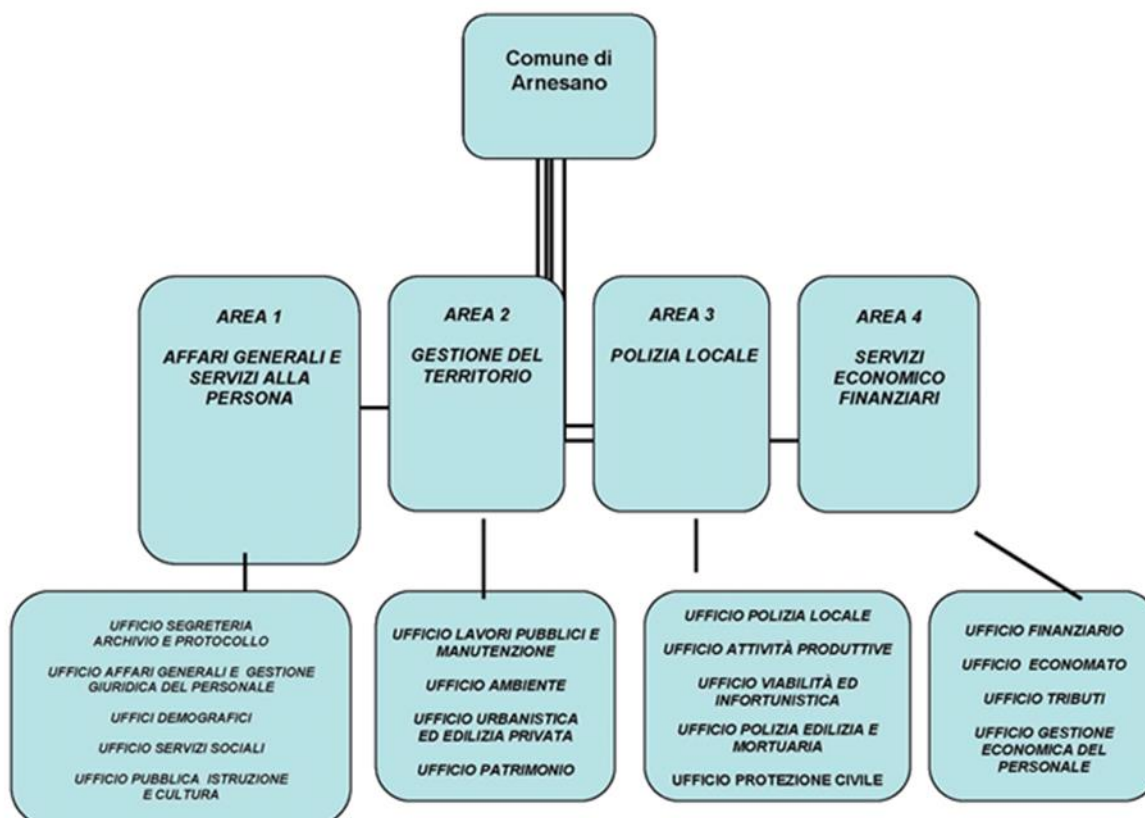 Comune di
Arnesano
AREA 1
AFFARI GENERALI E
SERVIZI ALLA
PERSONA
AREA 2
GESTIONE DEL
TERRITORIO
AREA 3
POLIZIA LOCALE
AREA 4
SERVIZI
ECONOMICO
FINANZIARI
UFFICIO SEGRETERIA
ARCHIVIO E PROTOCOLLO
UFFICIO AFFARI GENERALI E GESTIONE
GIURIDICA DEL PERSONALE
UFFICI DEMOGRAFICI
UFFICIO SERVIZI SOCIALI
UFFICIO PUBBLICA ISTRUZIONE
E CULTURA
UFFICIO LAVORI PUBBLICI E
MANUTENZIONE
UFFICIO AMBIENTE
UFFICIO URBANISTICA
ED EDILIZIA PRIVATA
UFFICIO PATRIMONIO
UFFICIO POLIZIA LOCALE
UFFICIO ATTIVITÀ PRODUTTIVE
UFFICIO VIABILITÀ ED
INFORTUNISTICA
UFFICIO POLIZIA EDILIZIA E
MORTUARIA
UFFICIO PROTEZIONE CIVILE
UFFICIO FINANZIARIO
UFFICIO ECONOMATO
UFFICIO TRIBUTI
UFFICIO GESTIONE
ECONOMICA DEL
PERSONALE